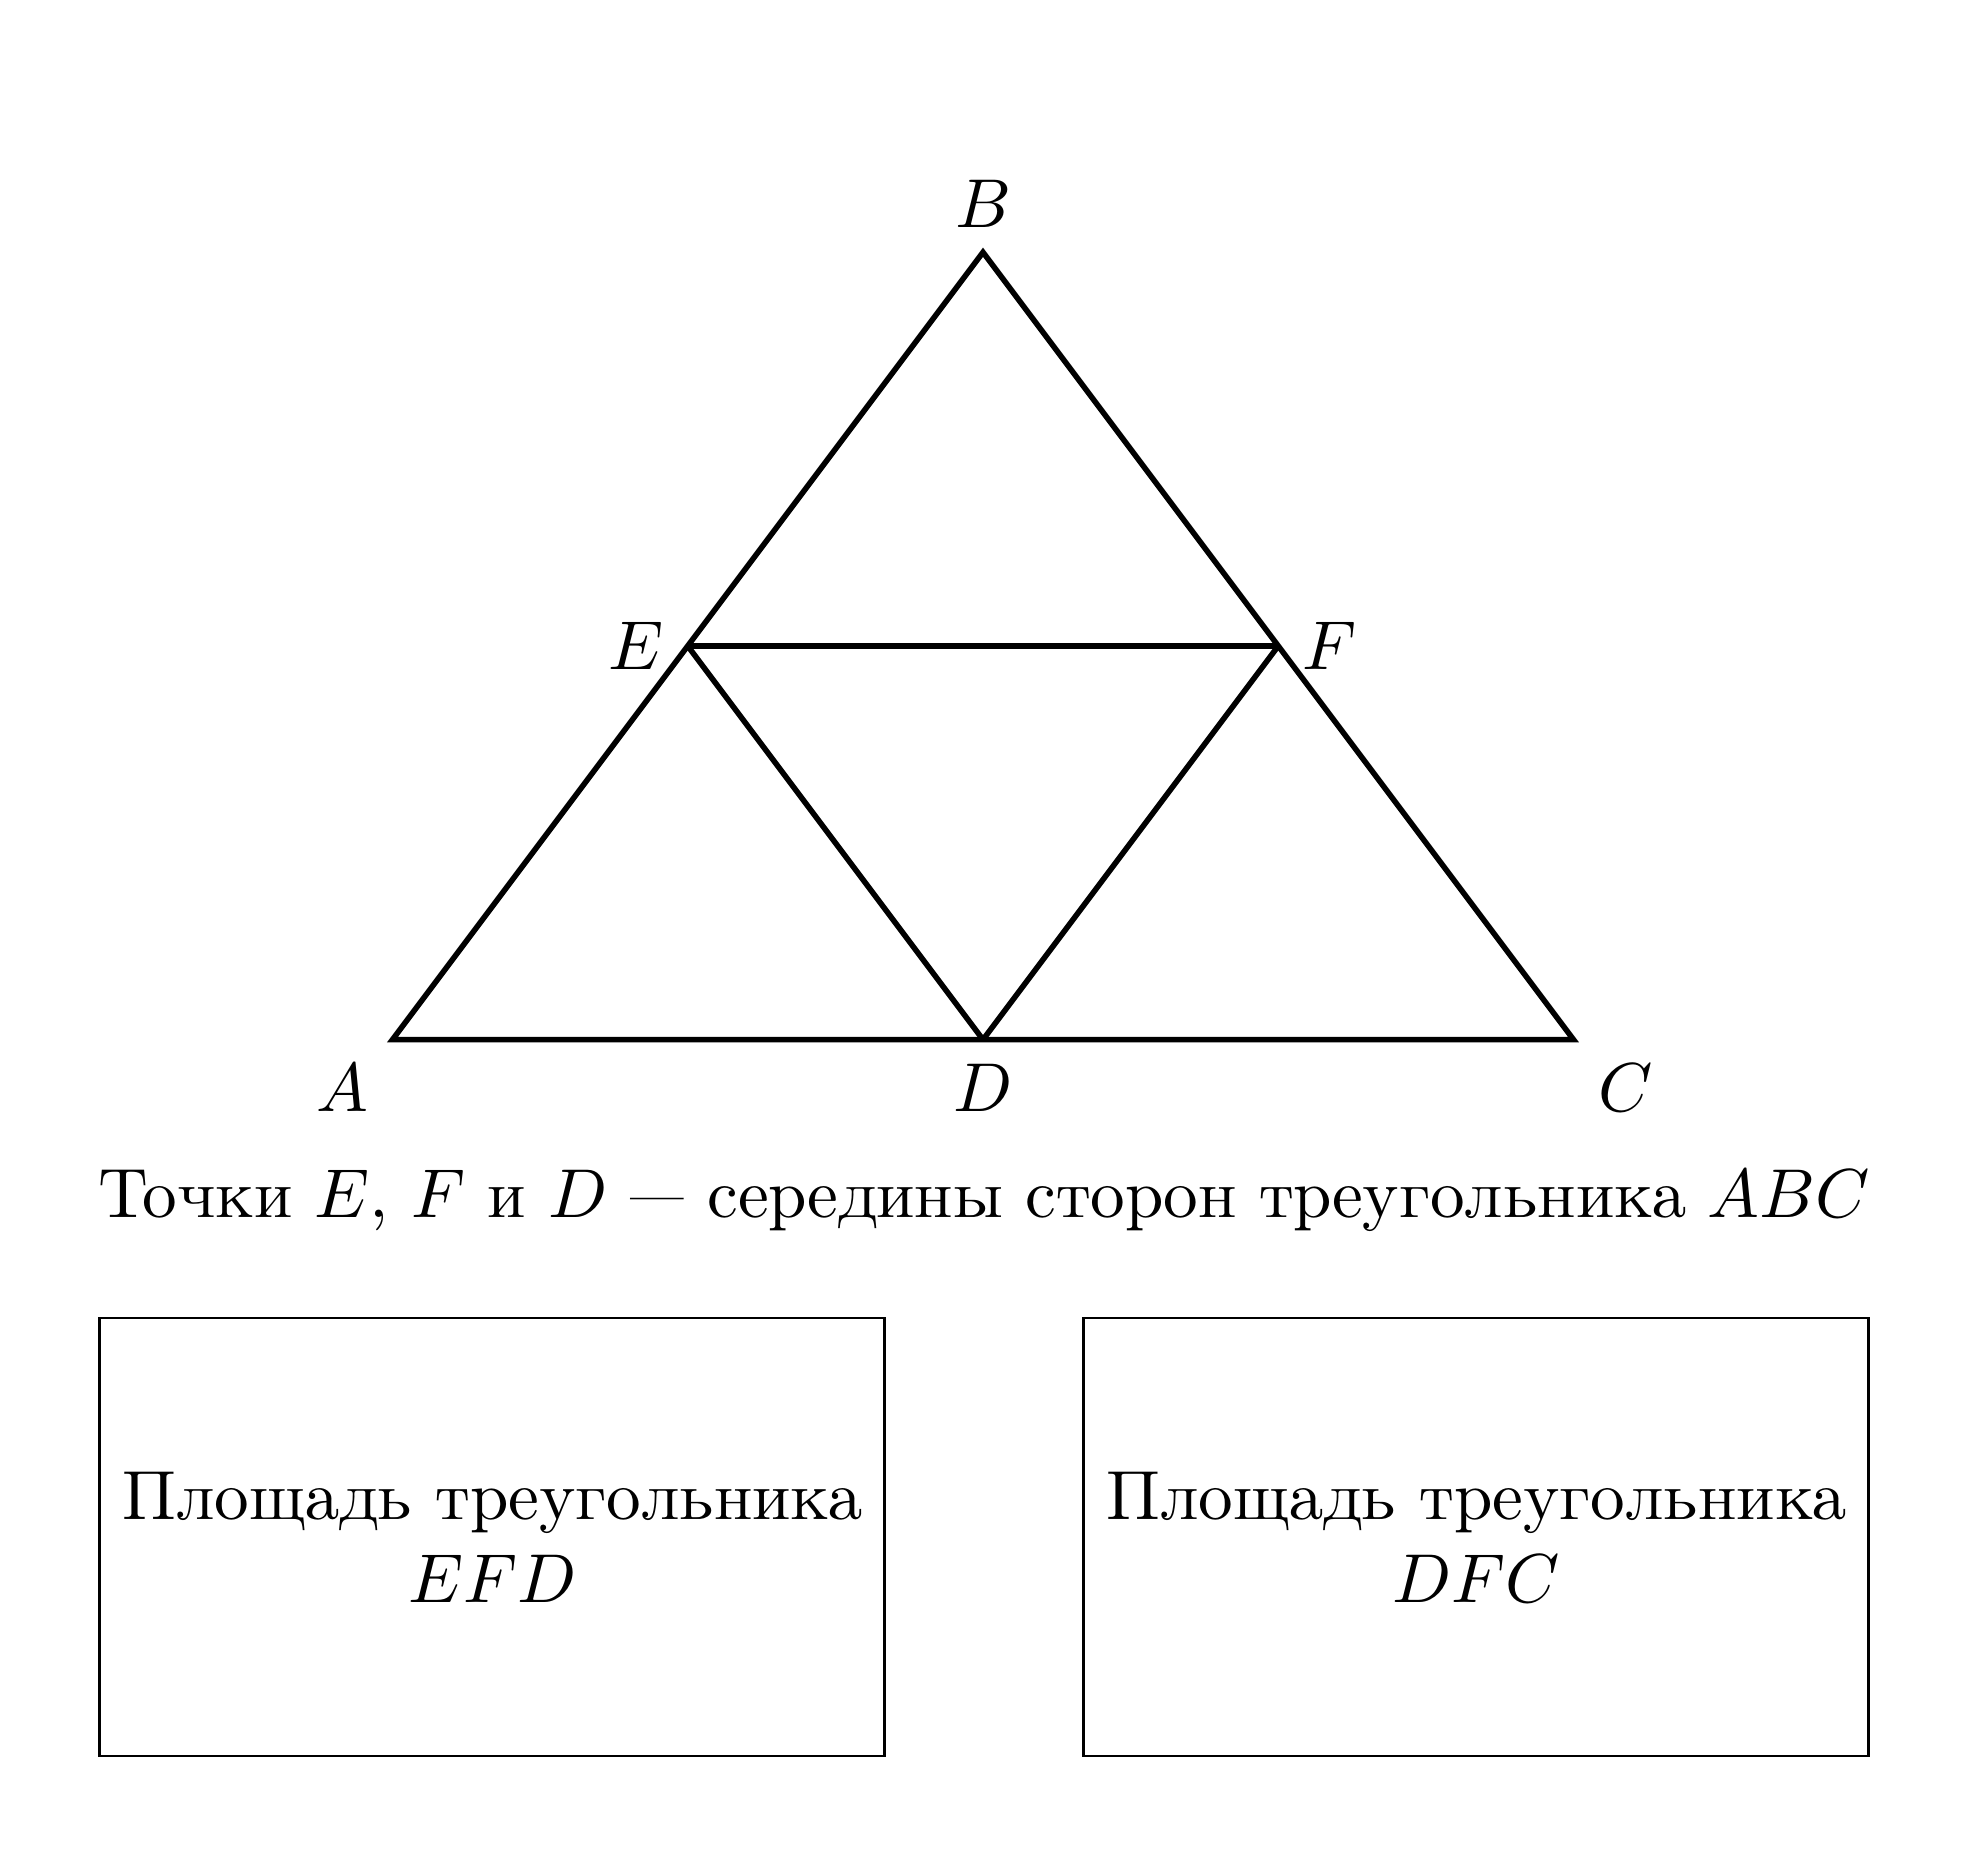 B
E F
A D C
Точки E, F и D — середины сторон треугольника ABC
Площадь треугольника
EFD
Площадь треугольника
DFC